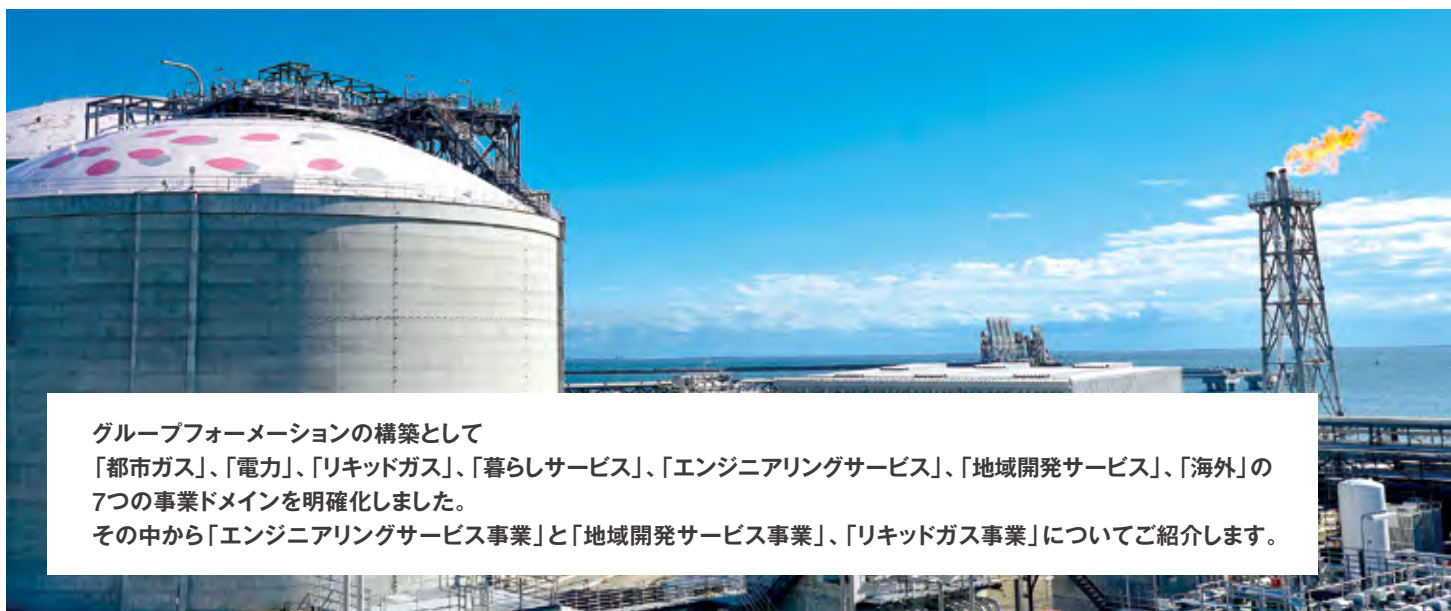 グループフォーメーションの構築として
「都市ガス」、「電力」、「リキッドガス」、「暮らしサービス」、「エンジニアリングサービス」、「地域開発サービス」、「海外」の
7つの事業ドメインを明確化しました。
その中から「エンジニアリングサービス事業」と「地域開発サービス事業」、「リキッドガス事業」についてご紹介します。